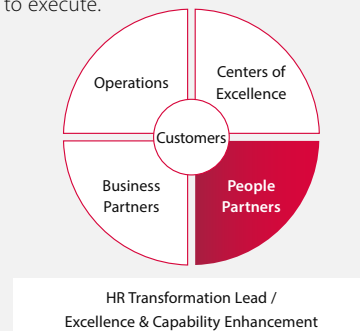 to execute.
Operations
Centers of
Excellence
Customers
Business
Partners
People
Partners
HR Transformation Lead /
Excellence & Capability Enhancement